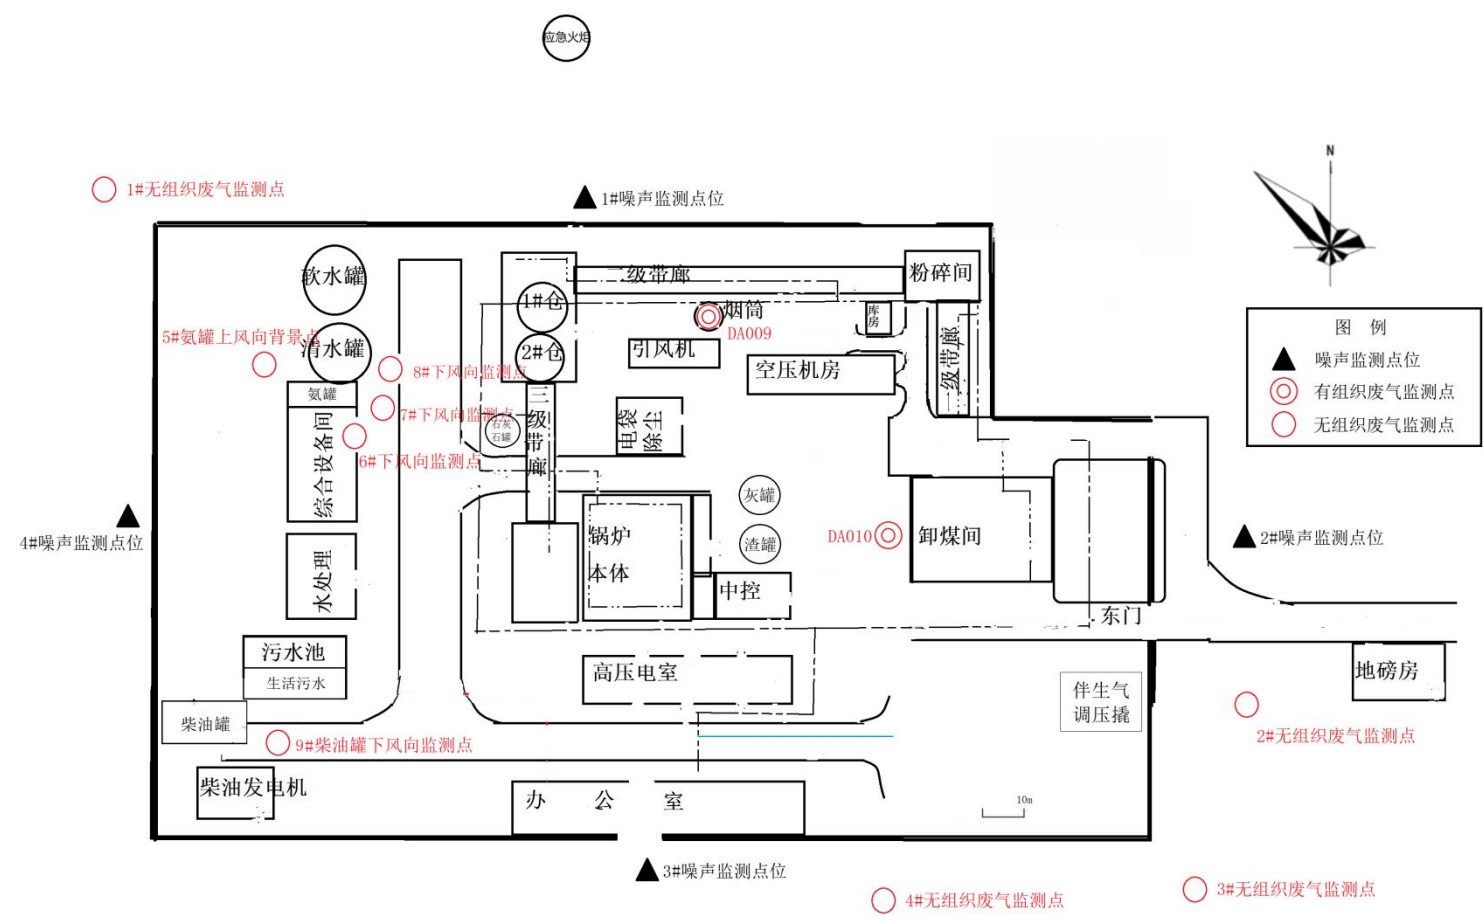 应急火炬
N
1#无组织废气监测点
1#噪声监测点位
软水罐
二级带廊
粉碎间
1#仓
烟筒
DA009
库房
图 例
5#氨罐上风向背景点
清水罐
2#仓
引风机
空压机房
一级带廊
噪声监测点位
8#下风向监测点
氨罐
有组织废气监测点
7#下风向监测点
石灰
石罐
三级带廊
电袋
除尘
无组织废气监测点
6#下风向监测点
综合设备间
灰罐
4#噪声监测点位
锅炉
本体
渣罐
DA010
卸煤间
2#噪声监测点位
水处理
中控
东门
污水池
生活污水
高压电室
地磅房
伴生气
调压撬
柴油罐
9#柴油罐下风向监测点
2#无组织废气监测点
柴油发电机
办 公 室
10m
3#噪声监测点位
4#无组织废气监测点
3#无组织废气监测点